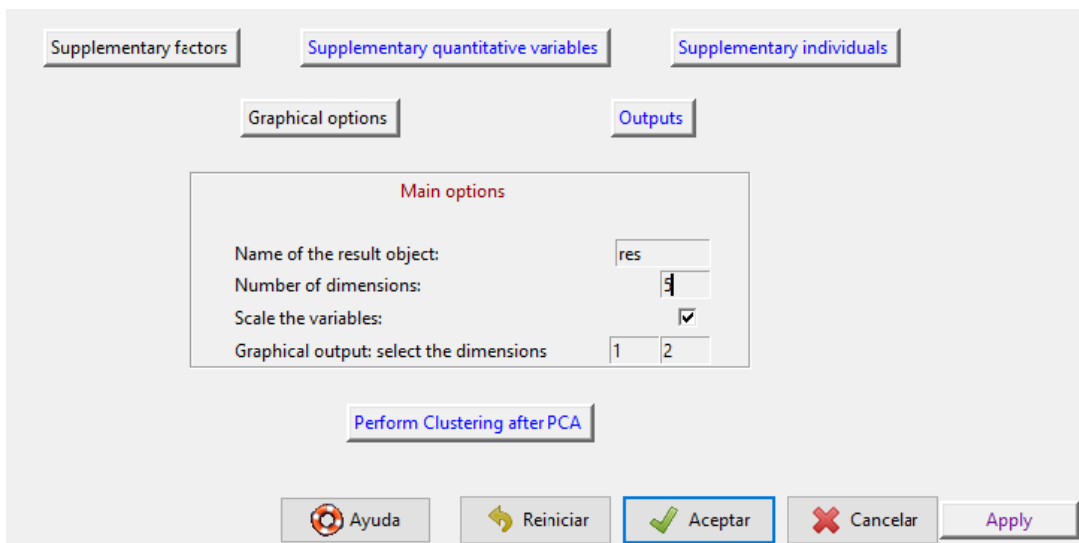 Supplementary factors Supplementary quantitative variables Supplementary individuals
Graphical options Outputs
Main options
Name of the result object: res
Number of dimensions: 5
Scale the variables:
Graphical output: select the dimensions 1 2
Perform Clustering after PCA
Ayuda Reiniciar Aceptar Cancelar Apply